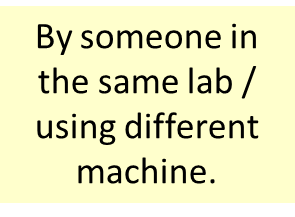 By someone in
the same lab /
using different
machine.